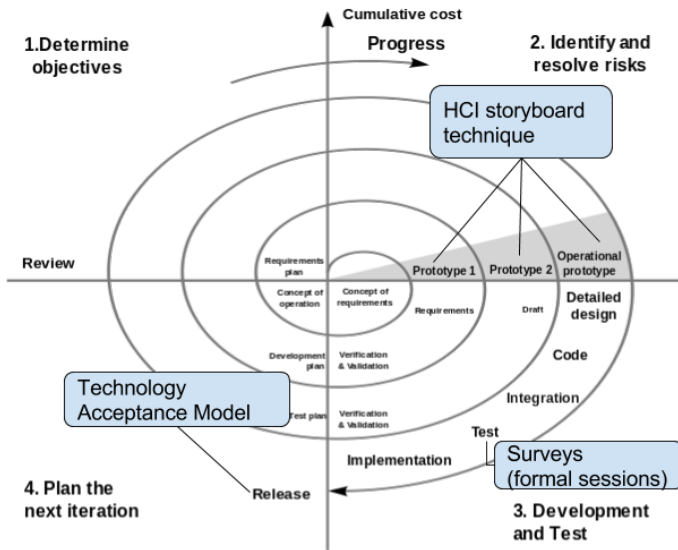 Cumulative cost
1.Determine
objectives
Progress
2. Identify and
resolve risks
HCI storyboard
technique
Review
Requirements
plan
Prototype 1
Prototype 2
Operational
prototype
Concept of
operation
Concept of
requirements
Requirements
Draft
Detailed
design
Development
plan
Verification
& Validation
Code
Technology
Acceptance Model
Test plan
Verification
& Validation
Integration
Test
Implementation
Surveys
(formal sessions)
4. Plan the
next iteration
Release
3. Development
and Test